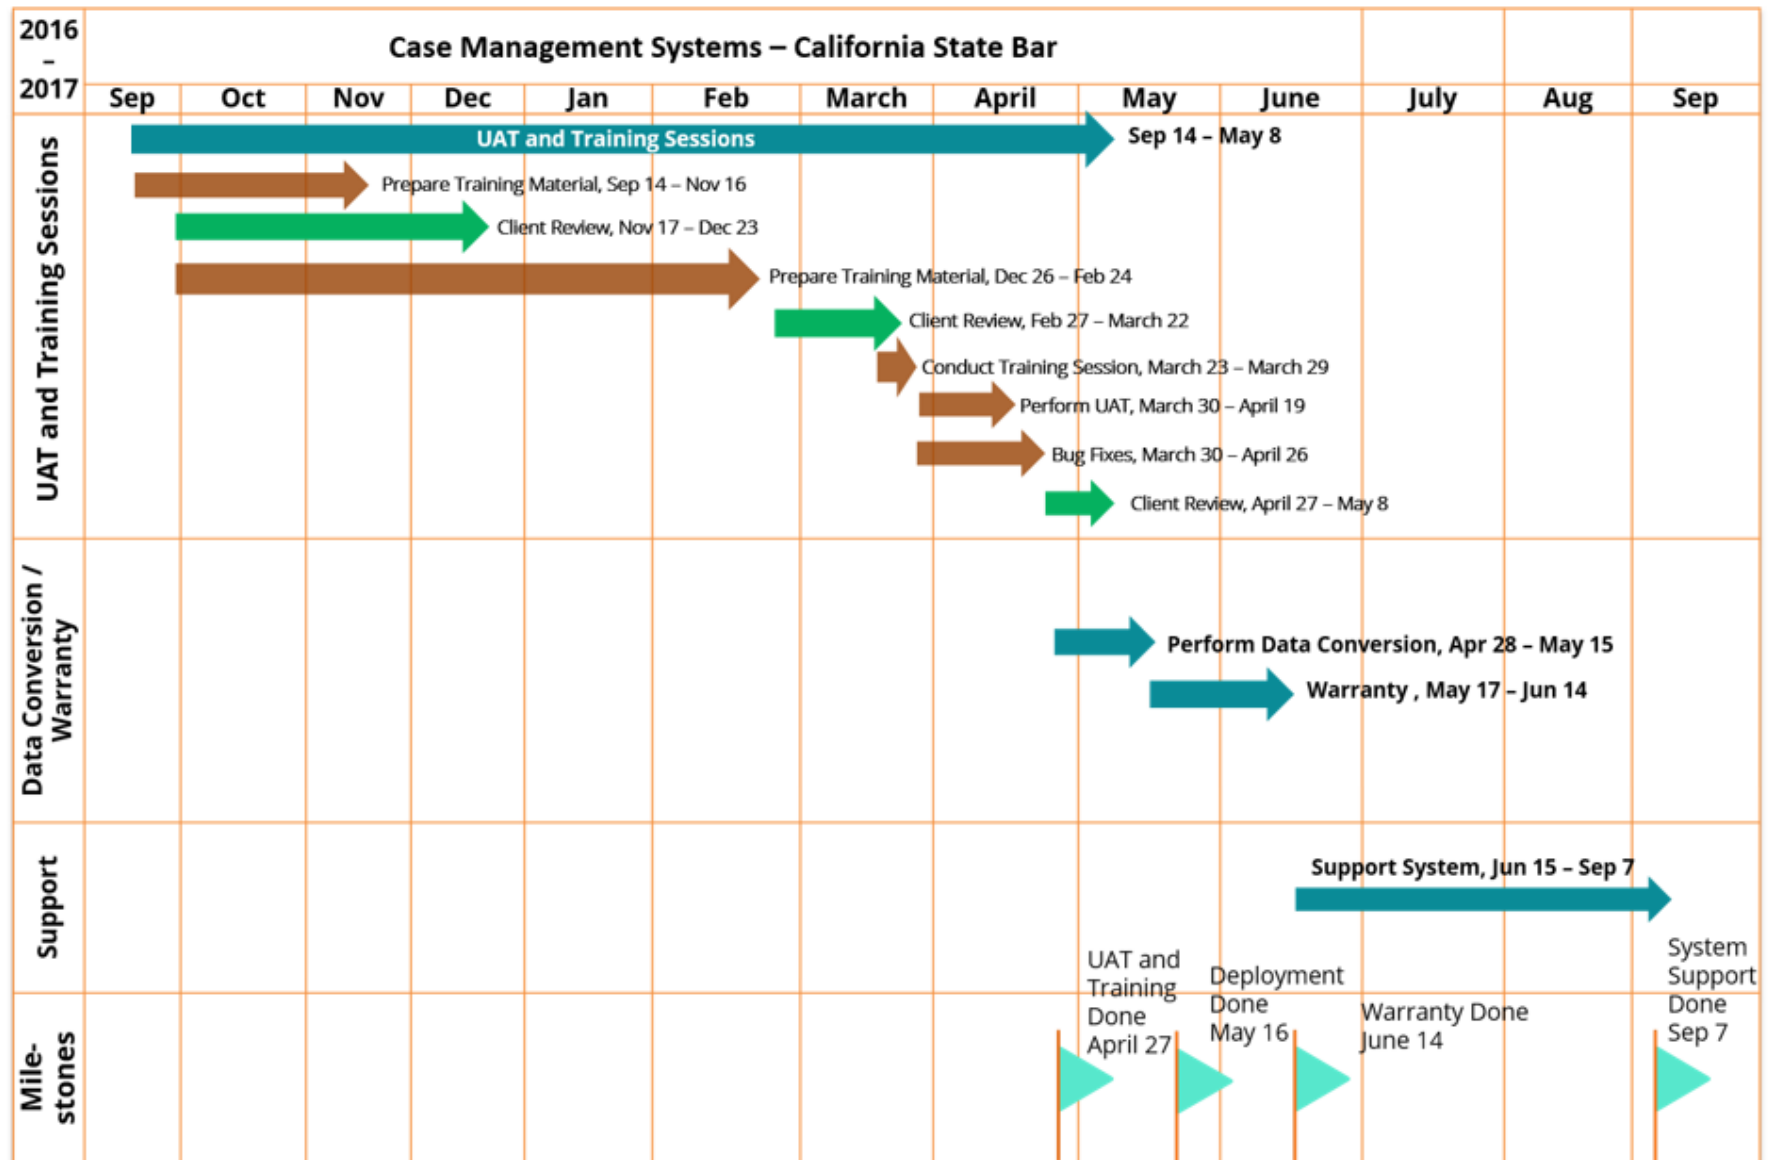 2016
–
2017
Case Management Systems – California State Bar
Sep Oct Nov Dec Jan Feb March April May June July Aug Sep
UAT and Training Sessions
UAT and Training Sessions
Sep 14 – May 8
Prepare Training Material, Sep 14 – Nov 16
Client Review, Nov 17 – Dec 23
Prepare Training Material, Dec 26 – Feb 24
Client Review, Feb 27 – March 22
Conduct Training Session, March 23 – March 29
Perform UAT, March 30 – April 19
Bug Fixes, March 30 – April 26
Client Review, April 27 – May 8
Data Conversion /
Warranty
Perform Data Conversion, Apr 28 – May 15
Warranty , May 17 – Jun 14
Support
Support System, Jun 15 – Sep 7
Mile-
stones
UAT and
Training
Done
April 27
Deployment
Done
May 16
Warranty Done
June 14
System
Support
Done
Sep 7